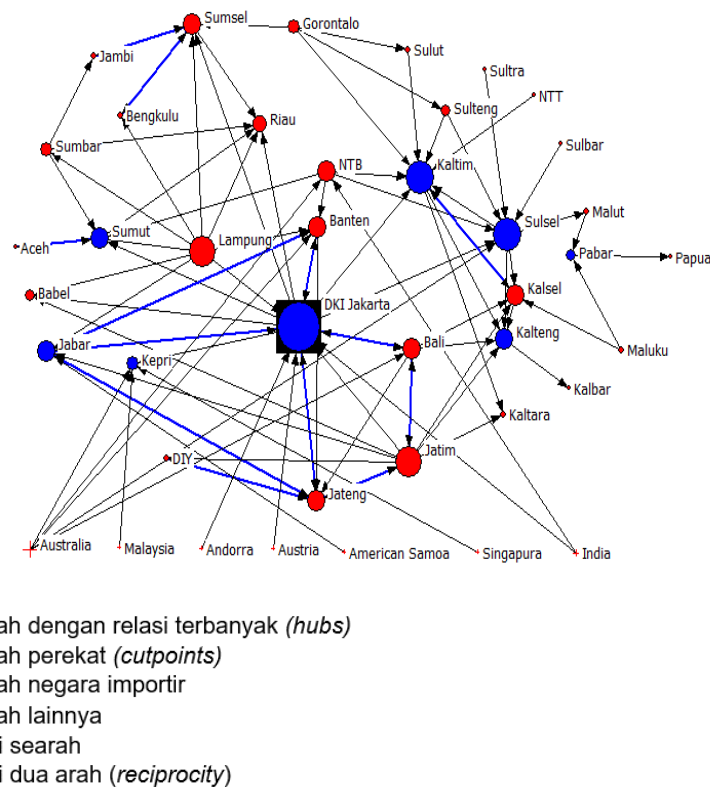 Sumsel
Gorontalo
Jambi
Sulut
Sultra
NTT
Bengkulu
Riau
Sulteng
Sumbar
Sulbar
NTB
Kaltim
Banten
Sumut
Lampung
Sulsel
Malut
Aceh
Pabar
Papua
Babel
DKI Jakarta
Kalsel
Jabar
Kepri
Bali
Kalteng
Maluku
Kalbar
Kaltara
DIY
Jatim
Jateng
Australia
Malaysia
Andorra
Austria
American Samoa
Singapura
India
ah dengan relasi terbanyak (hubs)
ah perekat (cutpoints)
ah negara importir
ah lainnya
i searah
i dua arah (reciprocity)